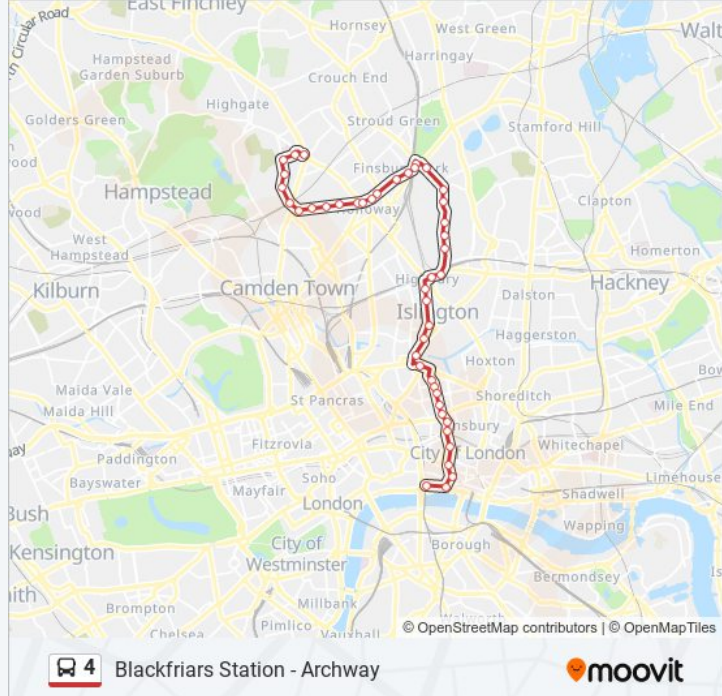 East Finchley
North Circular Road
Hornsey
West Green
Walt
Hampstead
Garden Suburb
Harringay
Crouch End
Highgate
Golders Green
Stroud Green
Stamford Hill
Finsbury Park
Hampstead
wood
Holloway
Clapton
West
Hampstead
Homerton
Highbury
Kilburn
Camden Town
Dalston
Hackney
Islington
Haggerston
Hoxton
Bow
Maida Vale
St Pancras
Shoreditch
Maida Hill
Mile End
Finsbury
Fitzrovia
Whitechapel
Paddington
City of London
Limehouse
Bayswater
Soho
Mayfair
Shadwell
London
Bush
Wapping
City of
Westminster
Borough
Kensington
Bermondsey
Millbank
Brompton
Walworth
Pimlico
Chelsea
Vauxhall
© OpenStreetMap contributors | © OpenMapTiles
4 Blackfriars Station - Archway
moovit